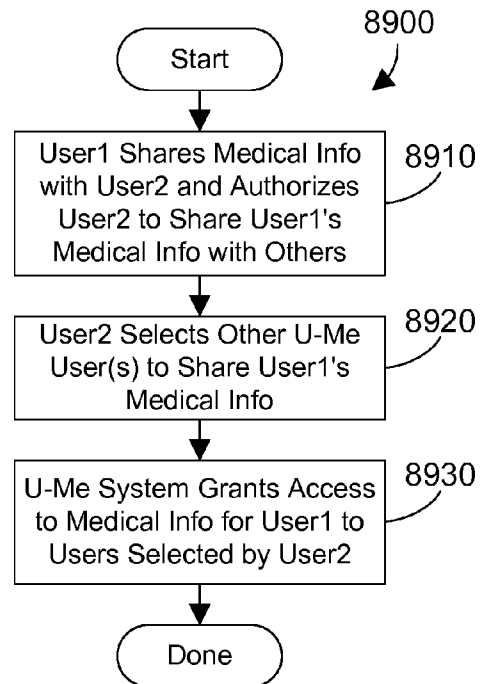 8900
Start
User1 Shares Medical Info
with User2 and Authorizes
User2 to Share User1's
Medical Info with Others
8910
User2 Selects Other U-Me
User(s) to Share User1's
Medical Info
8920
U-Me System Grants Access
to Medical Info for User1 to
Users Selected by User2
8930
Done